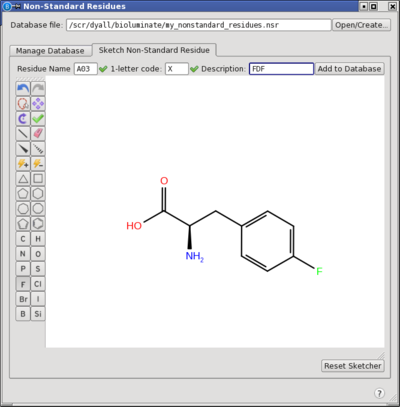 Non-Standard Residues
Database file: /scr/dyall/bioluminate/my_nonstandard_residues.nsr Open/Create...
Manage Database Sketch Non-Standard Residue
Residue Name A03 1-letter code: X Description: FDF Add to Database
O
HO
NH2
F
C H
N O
P S
F Cl
Br I
B Si
Reset Sketcher
?